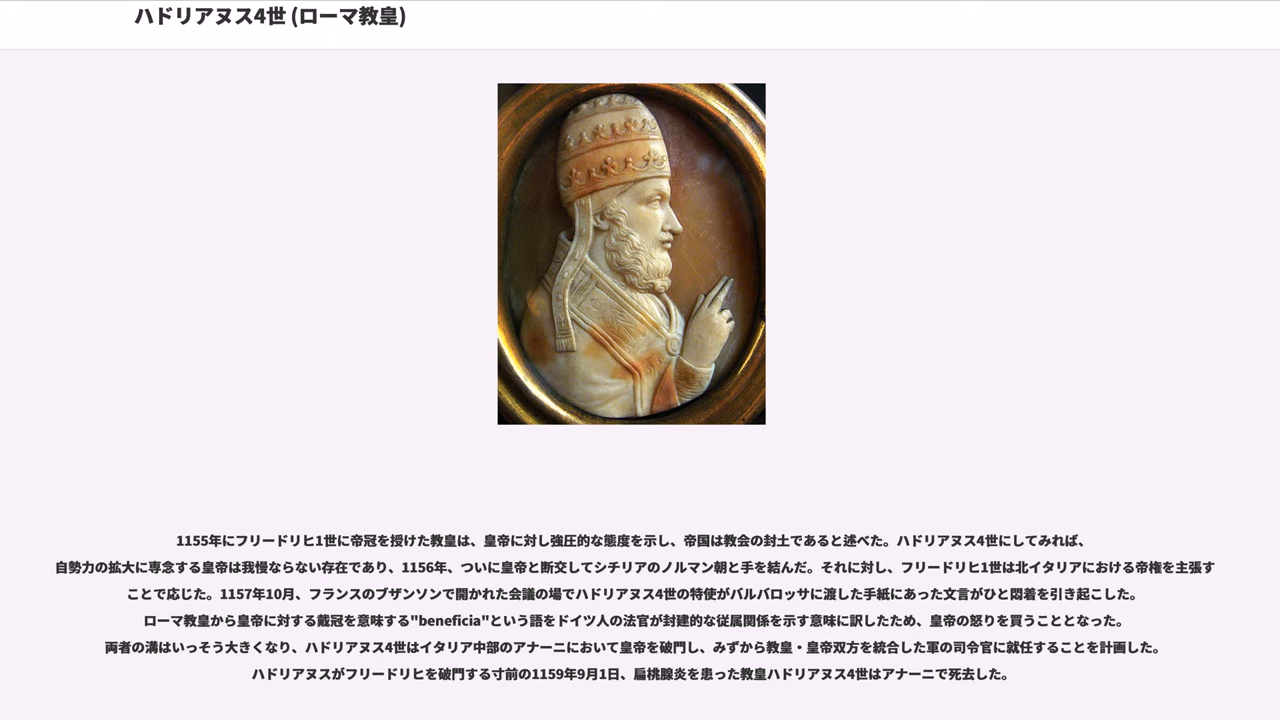 ハドリアヌス4世 (ローマ教皇)
1155年にフリードリヒ1世に帝冠を授けた教皇は、皇帝に対し強圧的な態度を示し、帝国は教会の封土であると述べた。ハドリアヌス4世にしてみれば、
自勢力の拡大に専念する皇帝は我慢ならない存在であり、1156年、ついに皇帝と断交してシチリアのノルマン朝と手を結んだ。それに対し、フリードリヒ1世は北イタリアにおける帝権を主張す
ことで応じた。1157年10月、フランスのブザンソンで開かれた会議の場でハドリアヌス4世の特使がバルバロッサに渡した手紙にあった文言がひと悶着を引き起こした。
ローマ教皇から皇帝に対する戴冠を意味する"beneficia"という語をドイツ人の法官が封建的な従属関係を示す意味に訳したため、皇帝の怒りを買うこととなった。
両者の溝はいっそう大きくなり、ハドリアヌス4世はイタリア中部のアナーニにおいて皇帝を破門し、みずから教皇・皇帝双方を統合した軍の司令官に就任することを計画した。
ハドリアヌスがフリードリヒを破門する寸前の1159年9月1日、扁桃腺炎を患った教皇ハドリアヌス4世はアナーニで死去した。